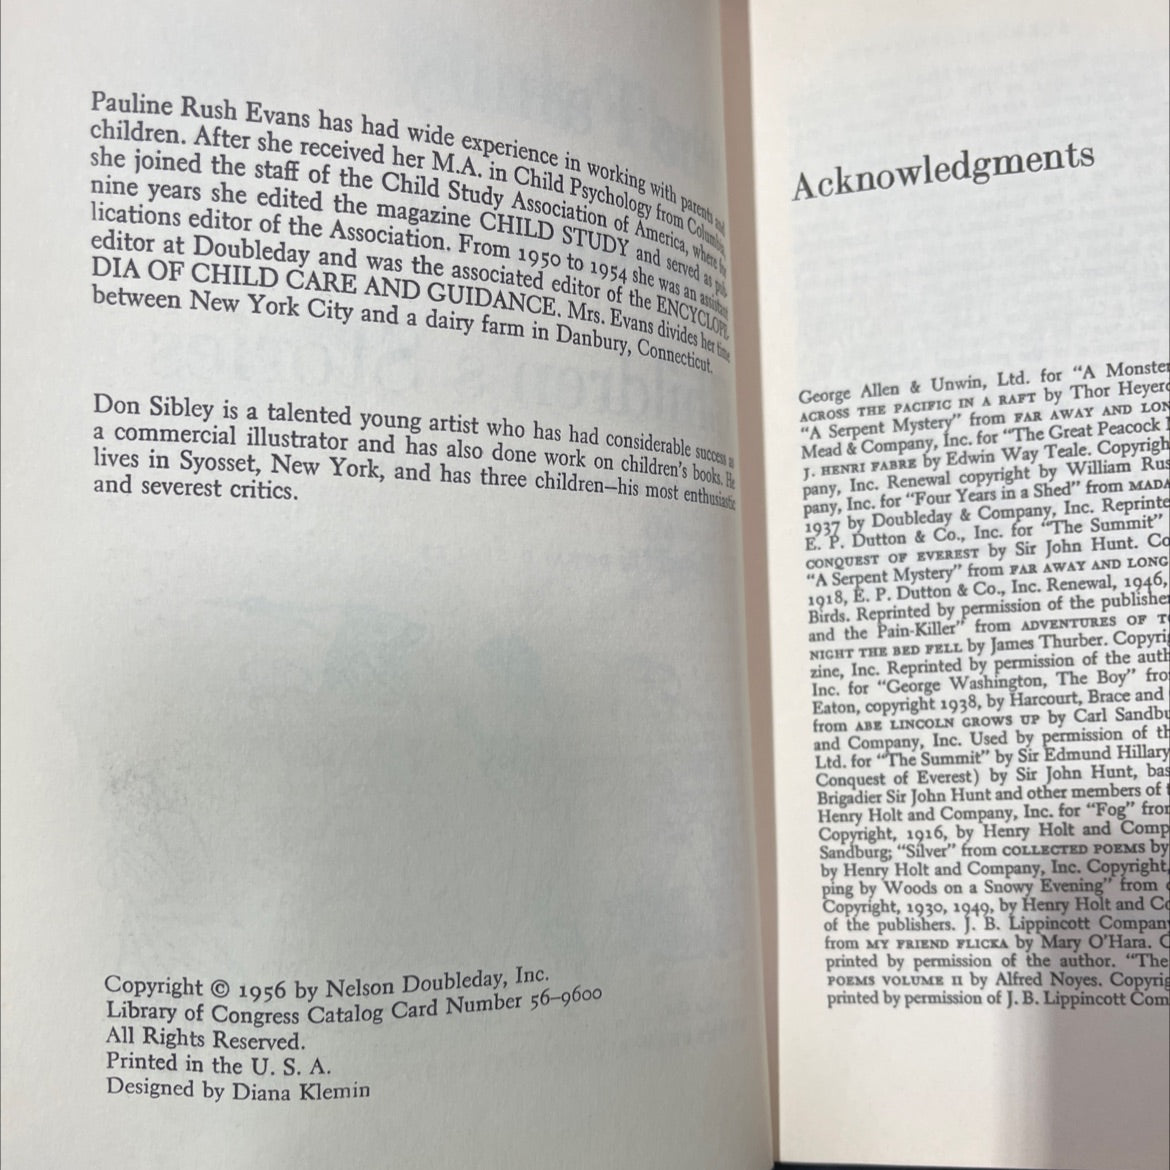 Pauline Rush Evans has had wide experience in working with parents and
children. After she received her M.A. in Child Psychology from Columbia,
she joined the staff of the Child Study Association of America, where for
nine years she edited the magazine CHILD STUDY and served as pub-
lications editor of the Association. From 1950 to 1954 she was an assistant
editor at Doubleday and was the associated editor of the ENCYCLOPE-
DIA OF CHILD CARE AND GUIDANCE. Mrs. Evans divides her time
between New York City and a dairy farm in Danbury, Connecticut.
Don Sibley is a talented young artist who has had considerable success as
a commercial illustrator and has also done work on children's books. He
lives in Syosset, New York, and has three children—his most enthusiastic
and severest critics.
Copyright © 1956 by Nelson Doubleday, Inc.
Library of Congress Catalog Card Number 56–9600
All Rights Reserved.
Printed in the U. S. A.
Designed by Diana Klemin
Acknowledgments
George Allen & Unwin, Ltd. for "A Monster
ACROSS THE PACIFIC IN A RAFT by Thor Heyerd
"A Serpent Mystery" from FAR AWAY AND LON
Mead & Company, Inc. for "The Great Peacock
J. HENRI FABRE by Edwin Way Teale. Copyrigh
pany, Inc. Renewal copyright by William Rus
pany, Inc. for "Four Years in a Shed" from MADA
1937 by Doubleday & Company, Inc. Reprinte
E. P. Dutton & Co., Inc. for "The Summit"
CONQUEST OF EVEREST by Sir John Hunt. Co
"A Serpent Mystery" from FAR AWAY AND LONG
1918, E. P. Dutton & Co., Inc. Renewal, 1946,
Birds. Reprinted by permission of the publisher
and the Pain-Killer" from ADVENTURES OF TO
NIGHT THE BED FELL by James Thurber. Copyri
zine, Inc. Reprinted by permission of the auth
Inc. for "George Washington, The Boy" fro
Eaton, copyright 1938, by Harcourt, Brace and
from ABE LINCOLN GROWS UP by Carl Sandbu
and Company, Inc. Used by permission of th
Ltd. for "The Summit" by Sir Edmund Hillary
Conquest of Everest) by Sir John Hunt, bas
Brigadier Sir John Hunt and other members of t
Henry Holt and Company, Inc. for "Fog" from
Copyright, 1916, by Henry Holt and Comp
Sandburg; "Silver" from COLLECTED POEMS by
by Henry Holt and Company, Inc. Copyright,
ping by Woods on a Snowy Evening" from
Copyright, 1930, 1949, by Henry Holt and Co
of the publishers. J. B. Lippincott Company
from MY FRIEND FLICKA by Mary O'Hara. C
printed by permission of the author. "The
POEMS VOLUME II by Alfred Noyes. Copyrig
printed by permission of J. B. Lippincott Com